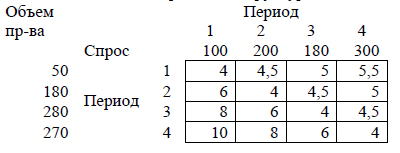 Объем Период
пр-ва 1 2 3 4
Спрос 100 200 180 300
50 1 4 4,5 5 5,5
180 Период 2 6 4 4,5 5
280 3 8 6 4 4,5
270 4 10 8 6 4